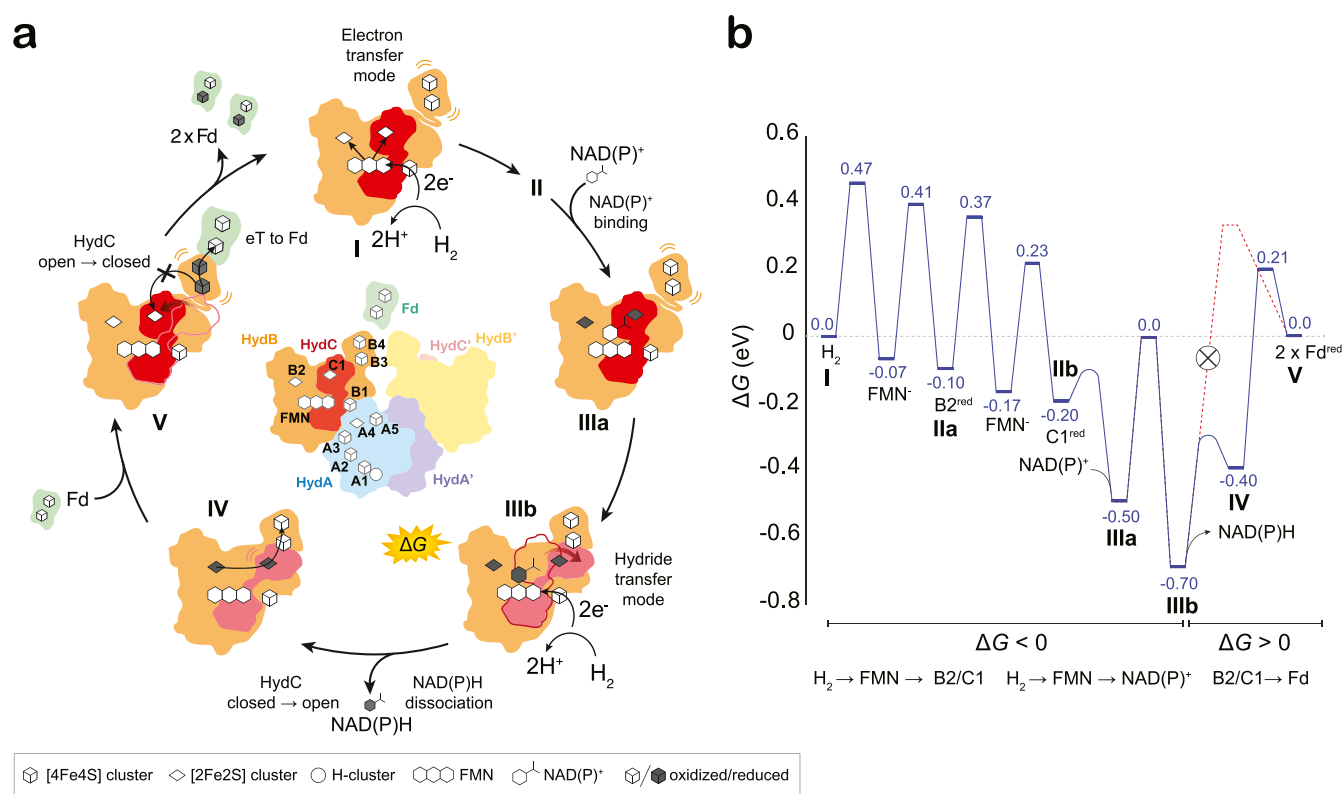 a
Electron
transfer
mode
2 x Fd
2e-
2H+
H2
I
II
NAD(P)+
NAD(P)+
binding
HydC
open → closed
eT to Fd
V
HydB
HydC
Fd
HydC'
HydB'
B4
B3
B2
C1
B1
FMN
A4
A5
A3
A2
A1
HydA
HydA'
IIIa
Fd
IV
ΔG
IIIb
Hydride
transfer
mode
2e-
2H+
H2
HydC
closed → open
NAD(P)H
dissociation
NAD(P)H
[4Fe4S] cluster
[2Fe2S] cluster
H-cluster
FMN
NAD(P)+
/
oxidized/reduced
b
ΔG (eV)
0.6
0.4
0.2
0
-0.2
-0.4
-0.6
-0.8
0.0
H2
I
0.47
-0.07
FMN-
0.41
-0.10
B2red
IIa
0.37
-0.17
FMN-
0.23
IIb
-0.20
C1red
NAD(P)+
-0.50
IIIa
0.0
-0.70
IIIb
NAD(P)H
-0.40
IV
0.21
0.0
2 x Fdred
V
ΔG < 0
ΔG > 0
H2 → FMN → B2/C1
H2 → FMN → NAD(P)+
B2/C1 → Fd